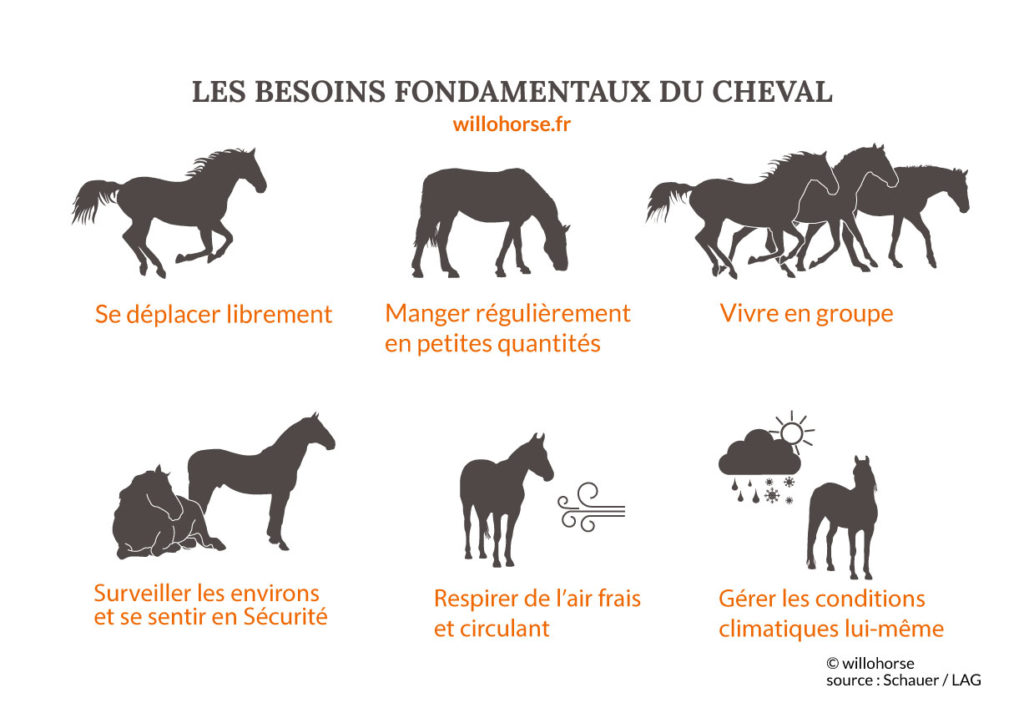 LES BESOINS FONDAMENTAUX DU CHEVAL
willohorse.fr
Se déplacer librement
Manger régulièrement
en petites quantités
Vivre en groupe
Surveiller les environs
et se sentir en Sécurité
Respirer de l'air frais
et circulant
Gérer les conditions
climatiques lui-même
© willohorse
source : Schauer / LAG